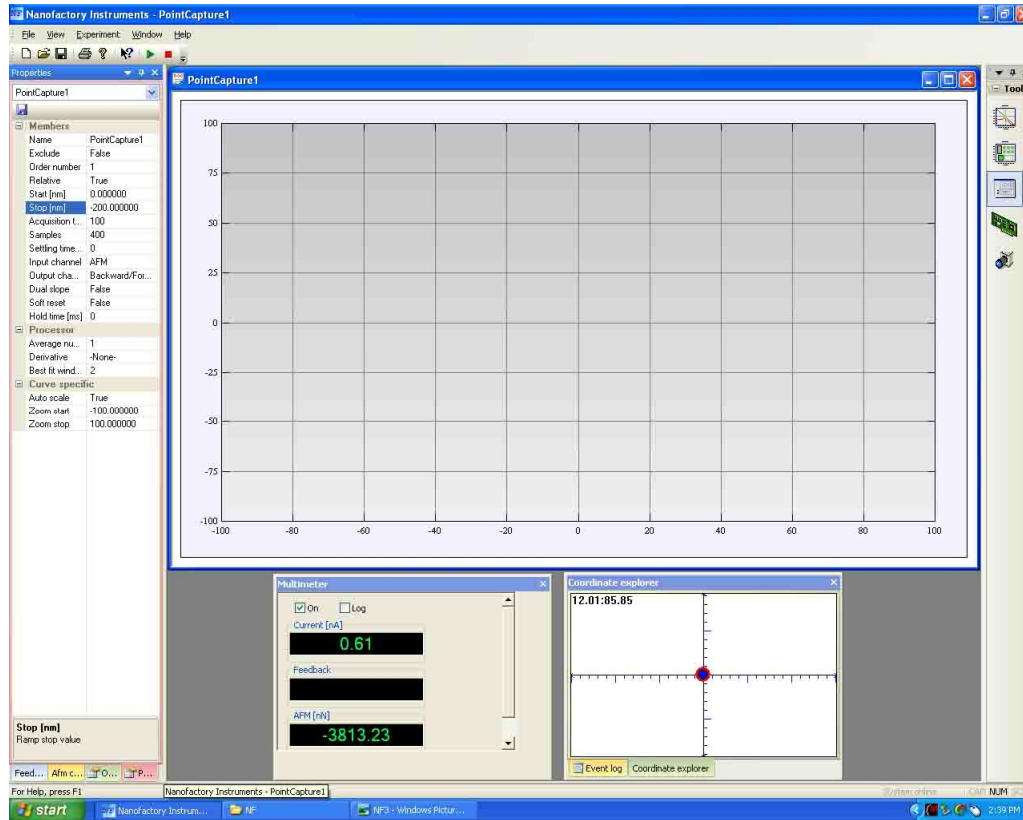 Nanofactory Instruments - PointCapture1
File View Experiment Window Help
Properties
PointCapture1
Members
Name PointCapture1
Exclude False
Order number 1
Relative True
Start [nm] 0.000000
Stop [nm] -200.000000
Acquisition t... 100
Samples 400
Settling time... 0
Input channel AFM
Output cha... Backward/For...
Dual slope False
Soft reset False
Hold time [ms] 0
Processor
Average nu... 1
Derivative -None-
Best fit wind... 2
Curve specific
Auto scale True
Zoom start -100.000000
Zoom stop 100.000000
Stop [nm]
Ramp stop value
Feed... Afm c... O... P...
PointCapture1
100
75
50
25
0
-25
-50
-75
-100
-100 -80 -60 -40 -20 0 20 40 60 80 100
Tool
Multimeter
On Log
Current [nA]
0.61
Feedback
AFM [nN]
-3813.23
Coordinate explorer
12.01:85.85
Event log Coordinate explorer
For Help, press F1
Nanofactory Instruments - PointCapture1
System online CAP NUM
start Nanofactory Instrum... NF NF3 - Windows Pictur... 2:39 PM